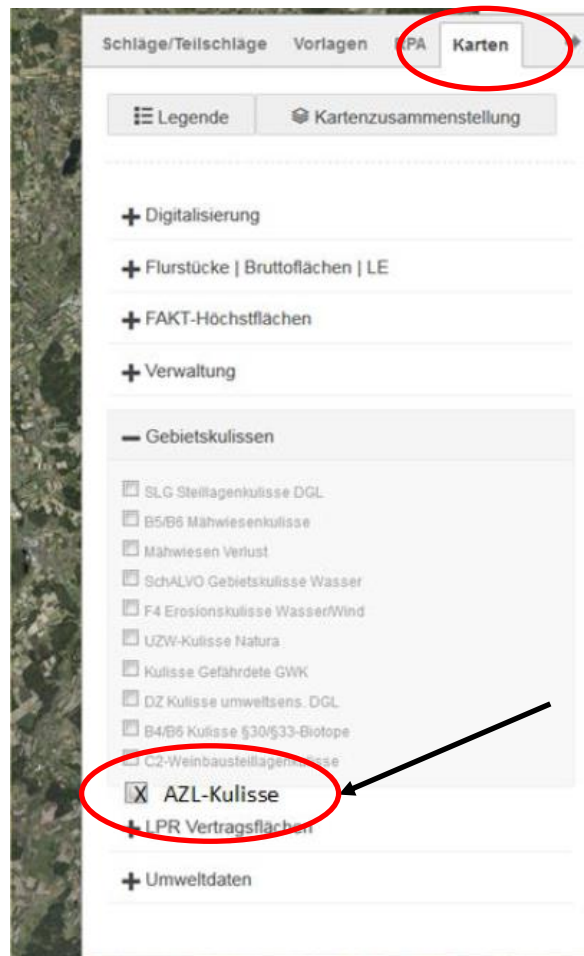 Schläge/Teilschläge Vorlagen RPA Karten
Legende Kartenzusammenstellung
Digitalisierung
Flurstücke | Bruttoflächen | LE
FAKT-Höchstflächen
Verwaltung
Gebietskulissen
SLG Steillagenkulisse DGL
B5/B6 Mähwiesenkulisse
Mähwiesen Verlust
SchALVO Gebietskulisse Wasser
F4 Erosionskulisse Wasser/Wind
UZW-Kulisse Natura
Kulisse Gefährdete GWK
DZ Kulisse umweltsens. DGL
B4/B6 Kulisse §30/§33-Biotope
C2-Weinbausteillagenkulisse
X AZL-Kulisse
LPR Vertragsflächen
Umweltdaten